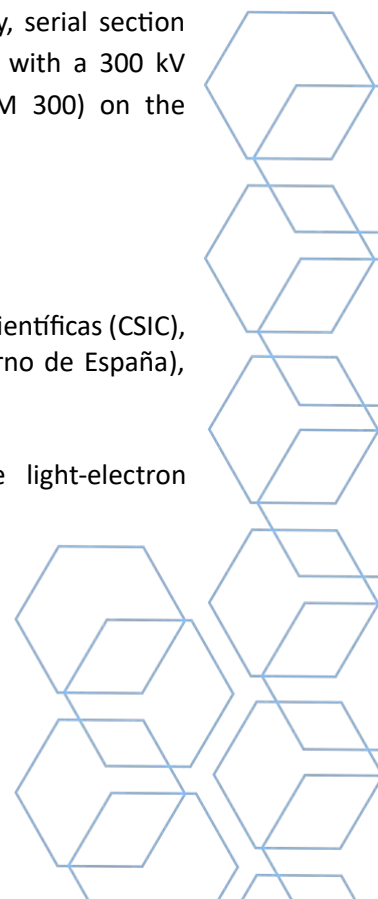 y, serial section
with a 300 kV
M 300) on the
ientíficas (CSIC),
rno de España),
e light-electron